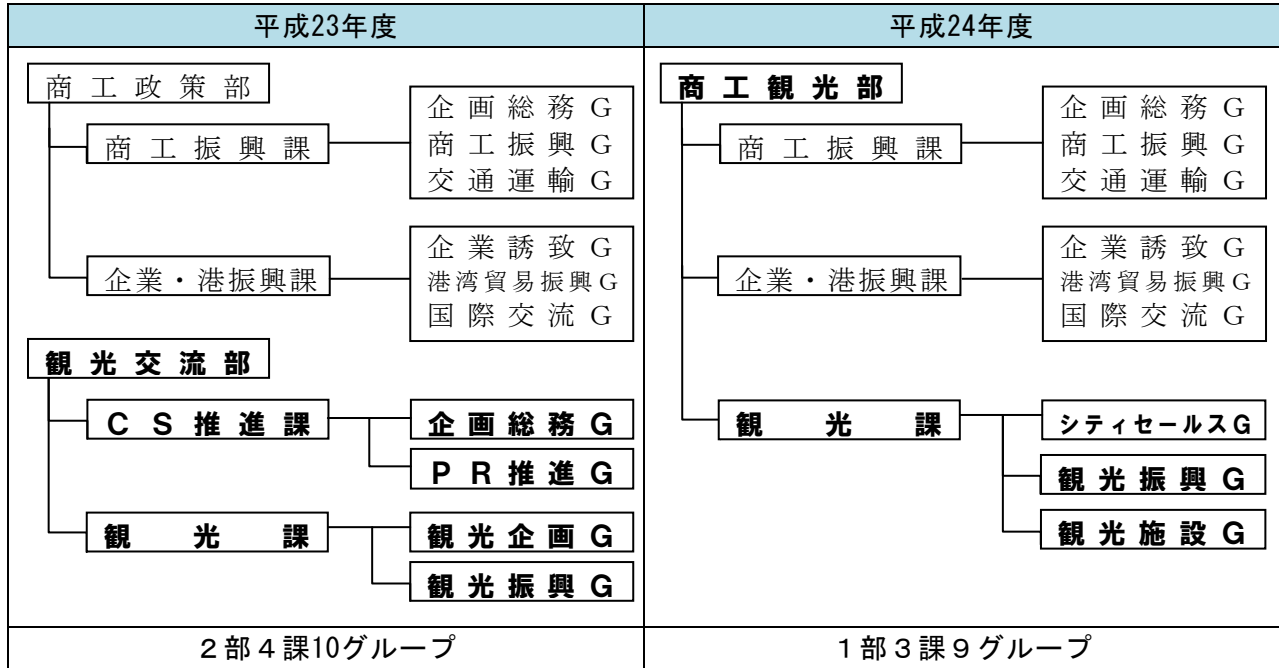 平成23年度
商工政策部
商工振興課
企画総務G
商工振興G
交通運輸G
企業・港振興課
企業誘致G
港湾貿易振興G
国際交流G
観光交流部
CS推進課
企画総務G
PR推進G
観光課
観光企画G
観光振興G
2部4課10グループ
平成24年度
商工観光部
商工振興課
企画総務G
商工振興G
交通運輸G
企業・港振興課
企業誘致G
港湾貿易振興G
国際交流G
観光課
シティセールスG
観光振興G
観光施設G
1部3課9グループ